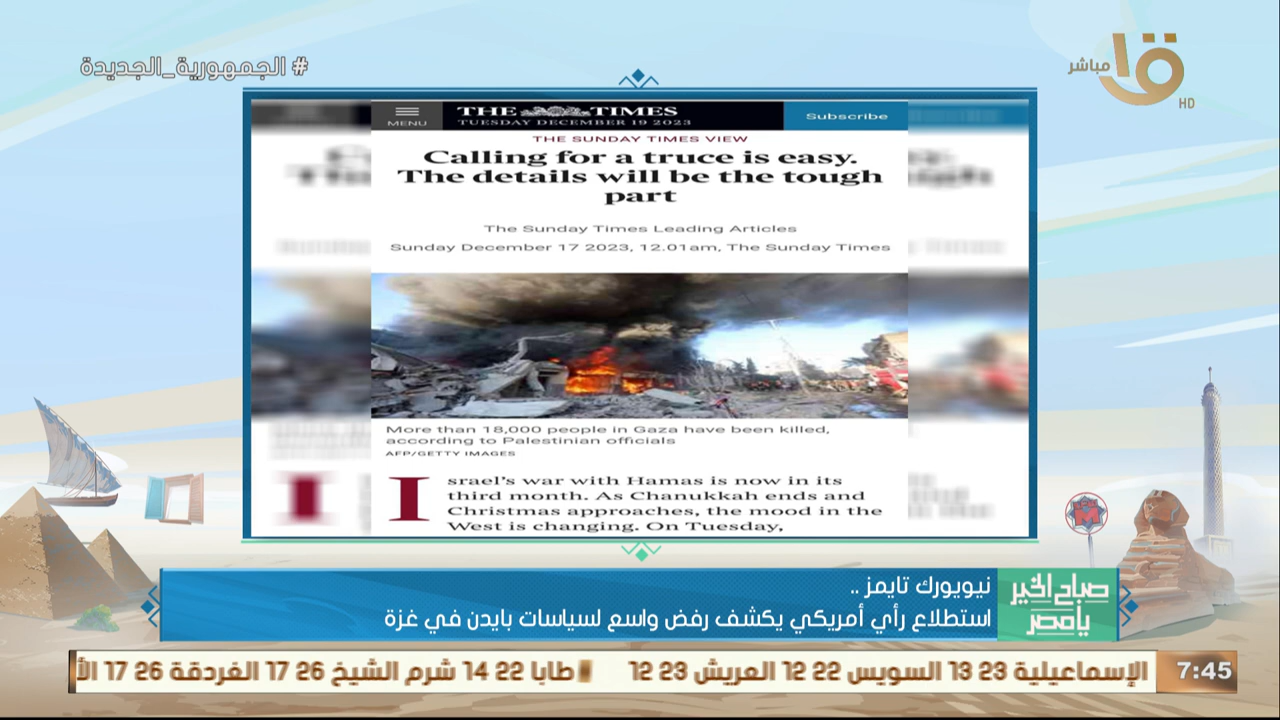 #الجمهورية_الجديدة
مباشر
HD
MENU
THE TIMES
TUESDAY DECEMBER 19 2023
Subscribe
THE SUNDAY TIMES VIEW
Calling for a truce is easy.
The details will be the tough
part
The Sunday Times Leading Articles
Sunday December 17 2023, 12.01am, The Sunday Times
More than 18,000 people in Gaza have been killed,
according to Palestinian officials
AFP/GETTY IMAGES
Israel's war with Hamas is now in its
third month. As Chanukkah ends and
Christmas approaches, the mood in the
West is changing. On Tuesday,
صباح الخير
يا مصر
نيويورك تايمز ..
استطلاع رأي أمريكي يكشف رفض واسع لسياسات بايدن في غزة
7:45
الإسماعيلية 23 13 السويس 22 12 العريش 23 12 طابا 22 14 شرم الشيخ 26 17 الغردقة 26 17